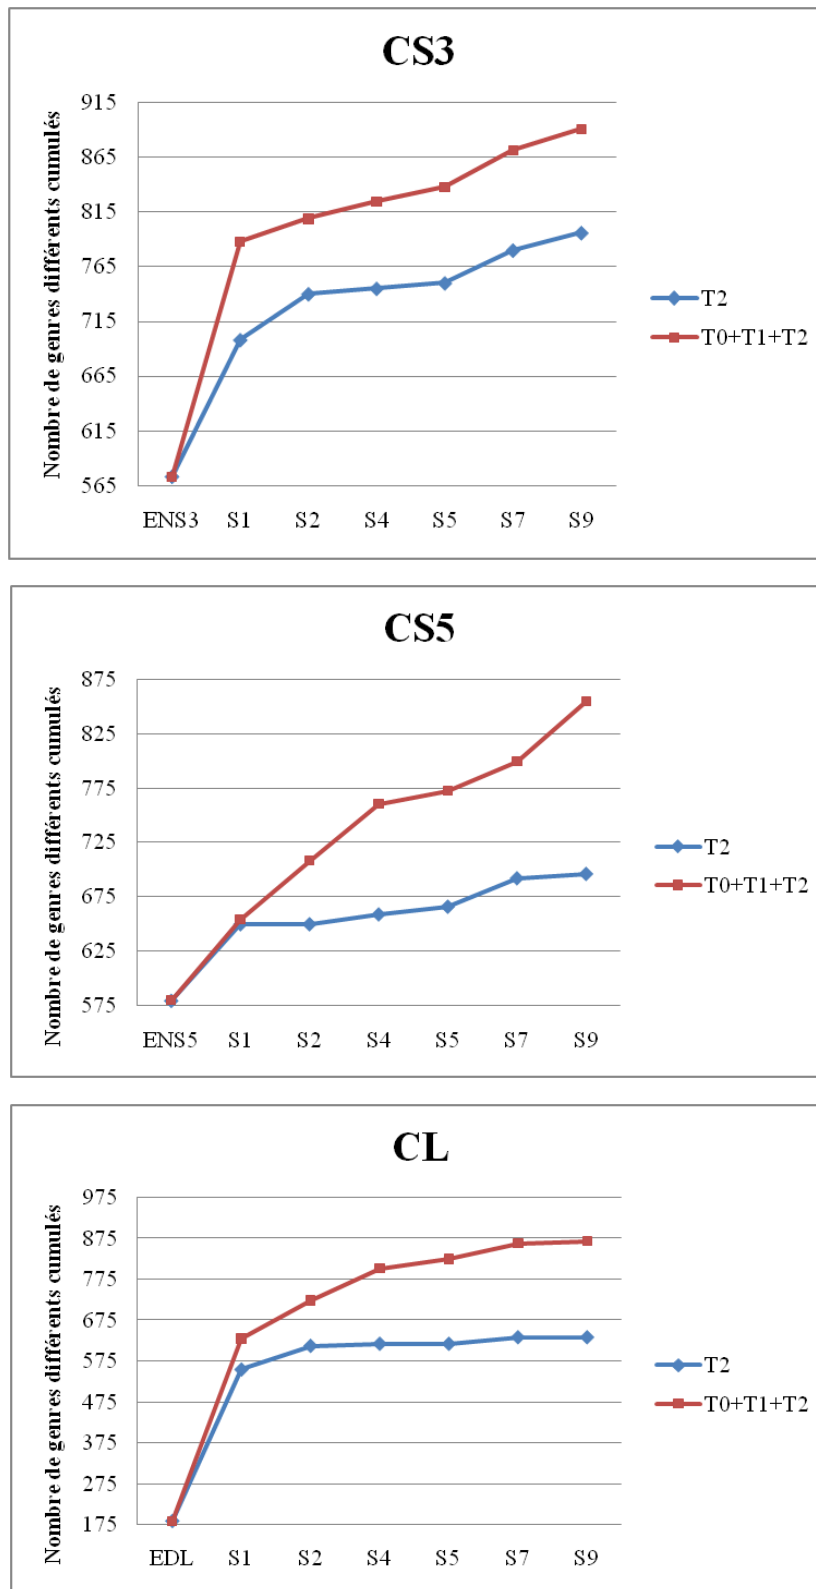 CS3
Nombre de genres différents cumulés
915
865
815
765
715
665
615
565
ENS3 S1 S2 S4 S5 S7 S9
T2
T0+T1+T2
CS5
Nombre de genres différents cumulés
875
825
775
725
675
625
575
ENS5 S1 S2 S4 S5 S7 S9
T2
T0+T1+T2
CL
Nombre de genres différents cumulés
975
875
775
675
575
475
375
275
175
EDL S1 S2 S4 S5 S7 S9
T2
T0+T1+T2